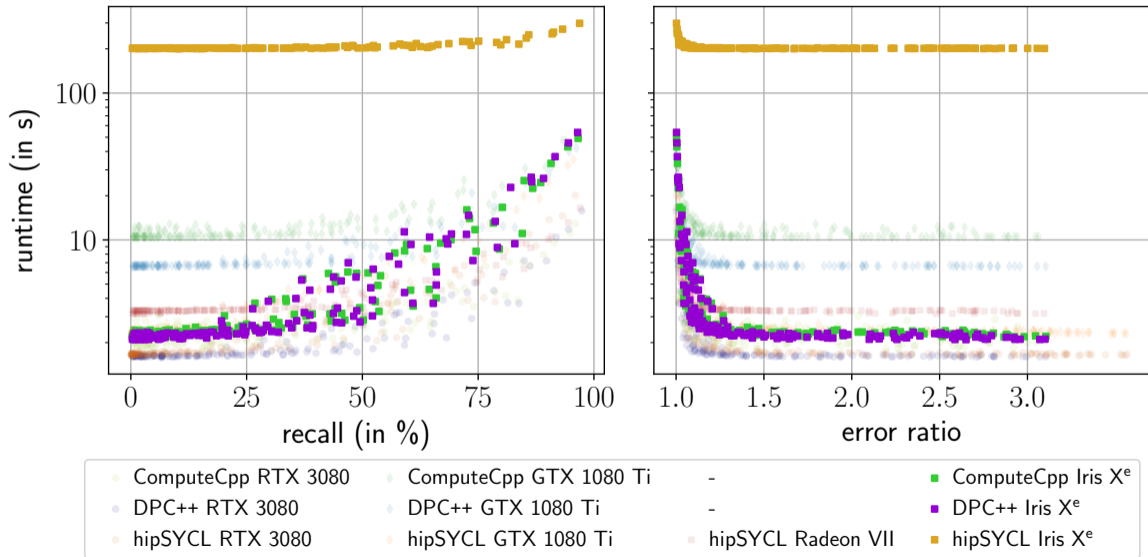 runtime (in s)
100
10
0 25 50 75 100
1.0 1.5 2.0 2.5 3.0
recall (in %)
error ratio
ComputeCpp RTX 3080 ComputeCpp GTX 1080 Ti - ComputeCpp Iris Xᵉ
DPC++ RTX 3080 DPC++ GTX 1080 Ti - DPC++ Iris Xᵉ
hipSYCL RTX 3080 hipSYCL GTX 1080 Ti hipSYCL Radeon VII hipSYCL Iris Xᵉ